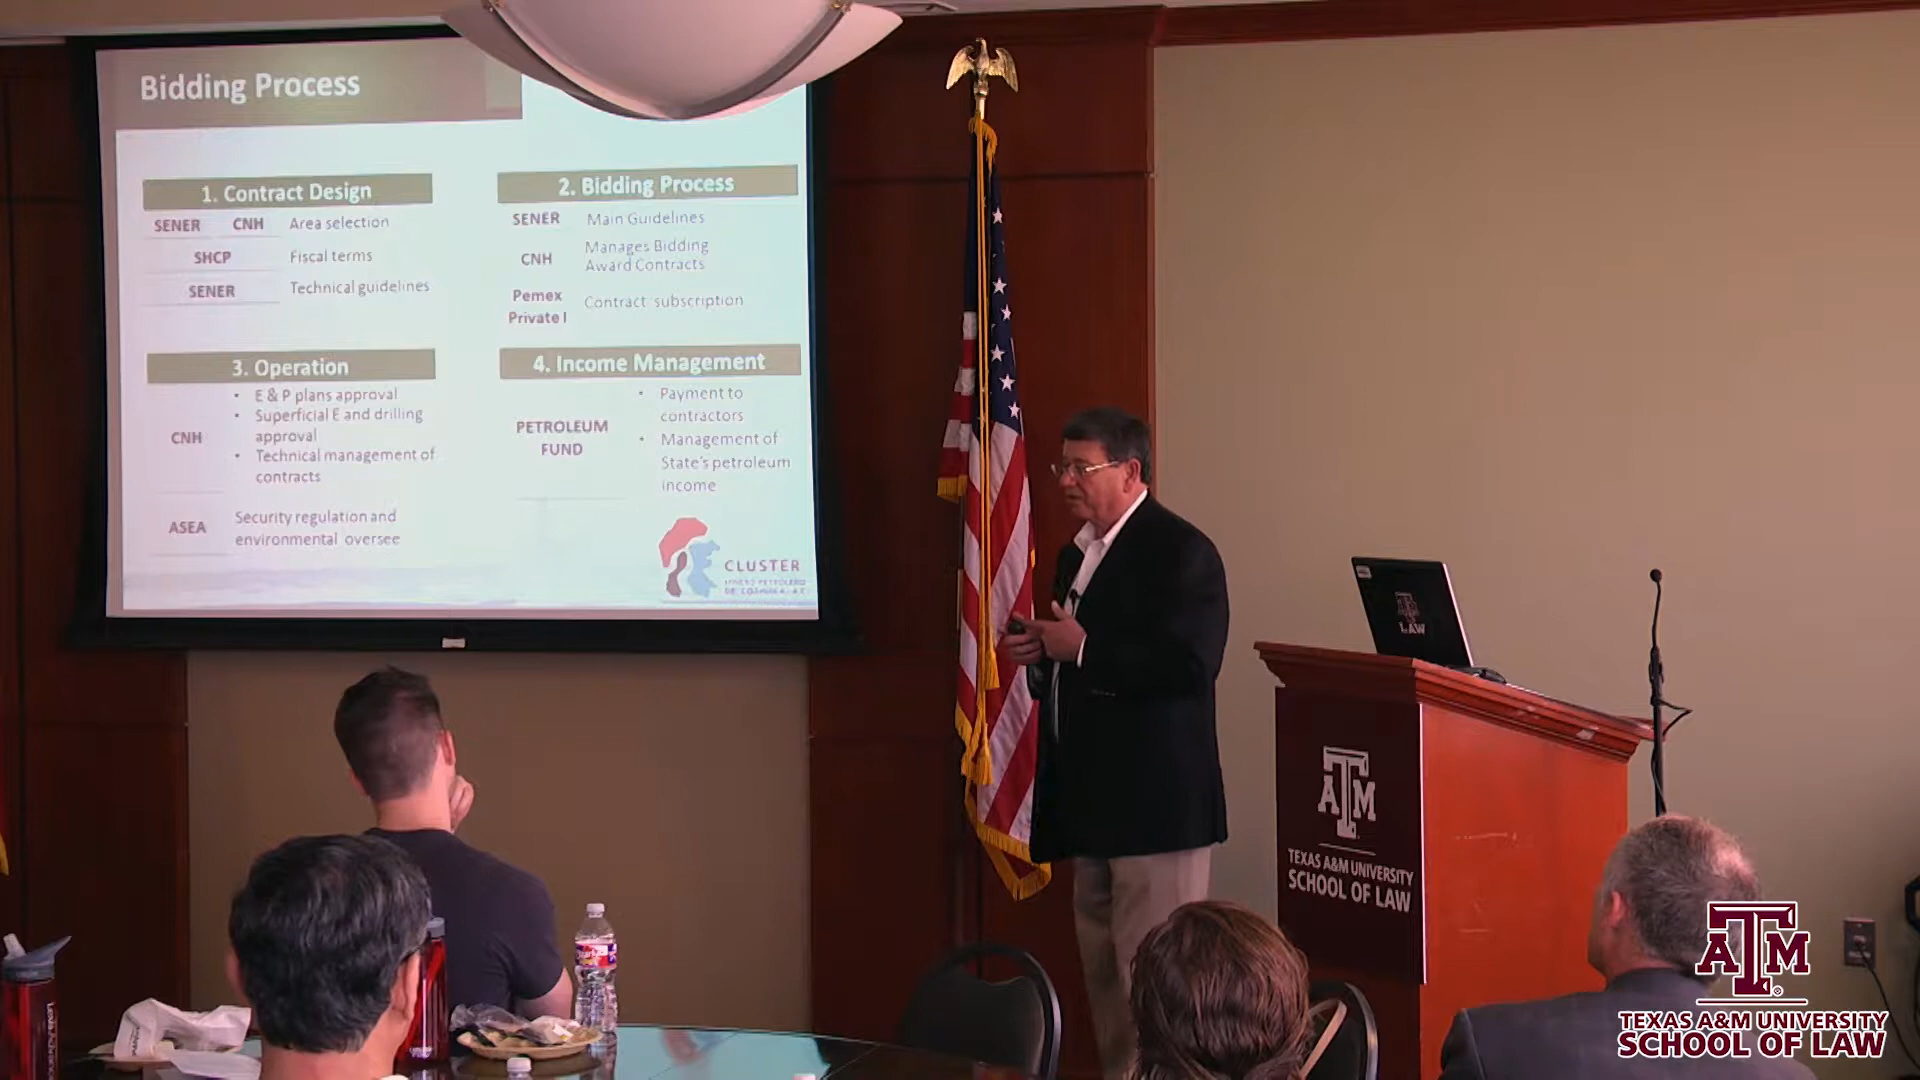 Bidding Process
1. Contract Design
SENER CNH Area selection
SHCP Fiscal terms
SENER Technical guidelines
2. Bidding Process
SENER Main Guidelines
CNH Manages Bidding
Award Contracts
Pemex
Private I
Contract subscription
3. Operation
CNH
• E & P plans approval
• Superficial E and drilling
approval
• Technical management of
contracts
ASEA
Security regulation and
environmental oversee
4. Income Management
PETROLEUM
FUND
• Payment to
contractors
• Management of
State's petroleum
income
CLUSTER
ATM
LAW
ATM
TEXAS A&M UNIVERSITY
SCHOOL OF LAW
ATM
TEXAS A&M UNIVERSITY
SCHOOL OF LAW